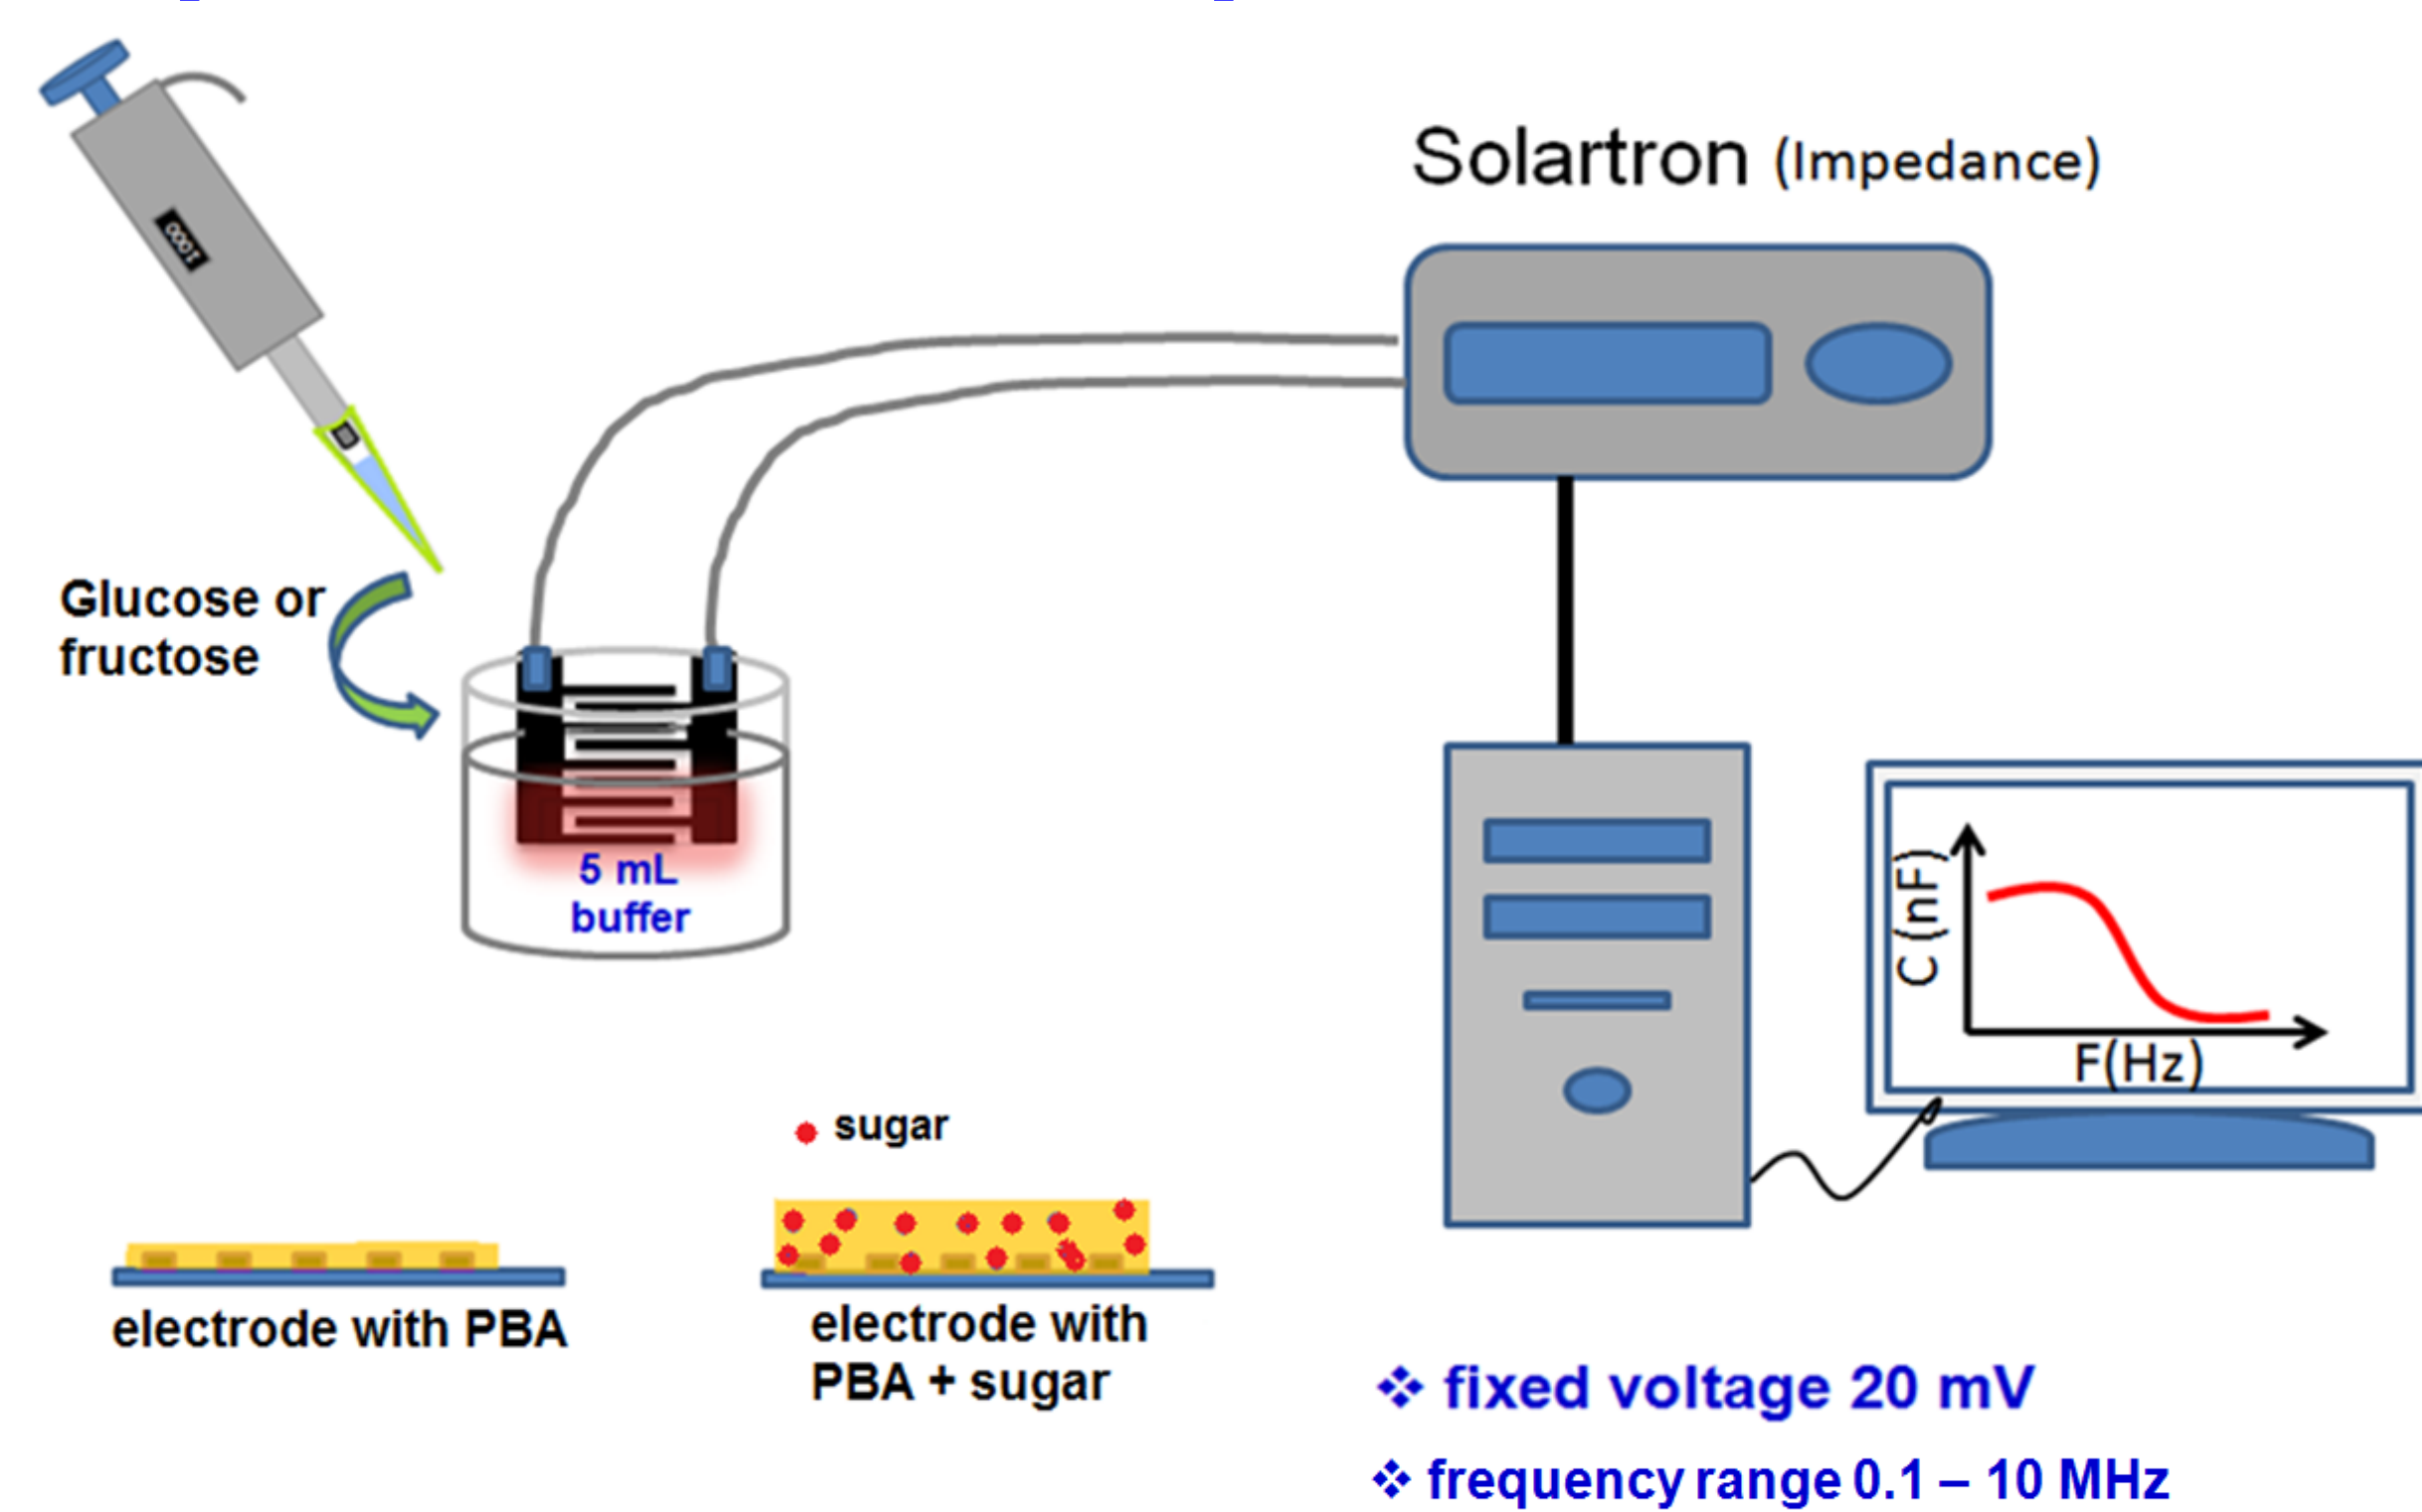 Solartron (Impedance)
1000
Glucose or
fructose
5 mL
buffer
C (nF)
F(Hz)
sugar
electrode with PBA
electrode with
PBA + sugar
❖ fixed voltage 20 mV
❖ frequency range 0.1 – 10 MHz